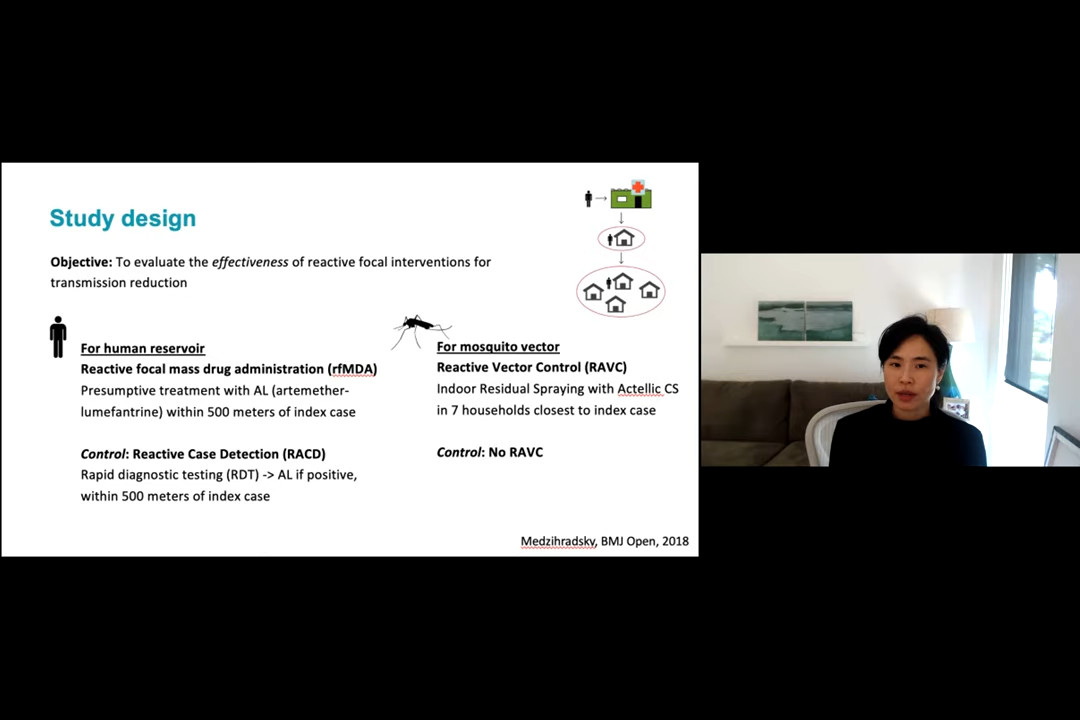 Study design
Objective: To evaluate the effectiveness of reactive focal interventions for
transmission reduction
For human reservoir
Reactive focal mass drug administration (rfMDA)
Presumptive treatment with AL (artemether-
lumefantrine) within 500 meters of index case
Control: Reactive Case Detection (RACD)
Rapid diagnostic testing (RDT) -> AL if positive,
within 500 meters of index case
For mosquito vector
Reactive Vector Control (RAVC)
Indoor Residual Spraying with Actellic CS
in 7 households closest to index case
Control: No RAVC
Medzihradsky, BMJ Open, 2018